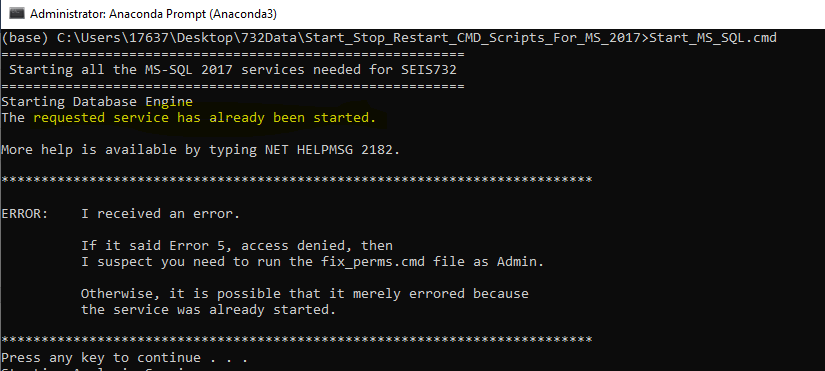 Administrator: Anaconda Prompt (Anaconda3)
(base) C:\Users\17637\Desktop\732Data\Start_Stop_Restart_CMD_Scripts_For_MS_2017>Start_MS_SQL.cmd
==========================================================
Starting all the MS-SQL 2017 services needed for SEIS732
==========================================================
Starting Database Engine
The requested service has already been started.
More help is available by typing NET HELPMSG 2182.
**************************************************************************
ERROR: I received an error.
If it said Error 5, access denied, then
I suspect you need to run the fix_perms.cmd file as Admin.
Otherwise, it is possible that it merely errored because
the service was already started.
**************************************************************************
Press any key to continue . . .